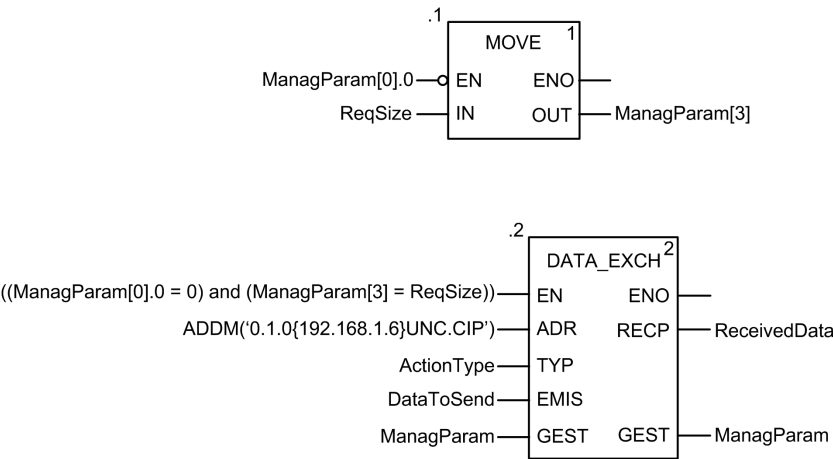 .1
MOVE 1
ManagParam[0].0 EN ENO
ReqSize IN OUT ManagParam[3]
.2
DATA_EXCH 2
((ManagParam[0].0 = 0) and (ManagParam[3] = ReqSize)) EN ENO
ADDM(‘0.1.0{192.168.1.6}UNC.CIP’) ADR RECP ReceivedData
ActionType TYP
DataToSend EMIS
ManagParam GEST GEST ManagParam